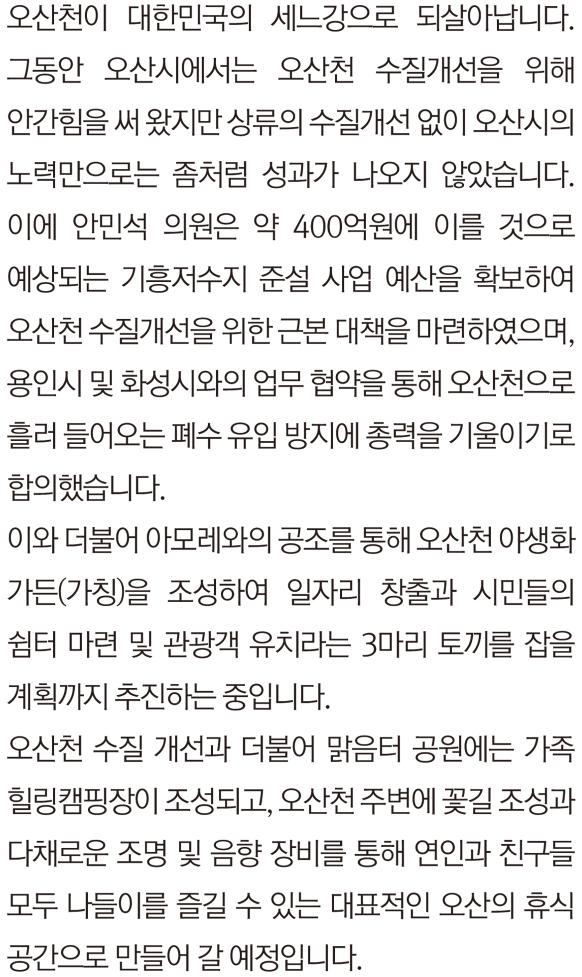 오산천이 대한민국의 세느강으로 되살아납니다.
그동안 오산시에서는 오산천 수질개선을 위해
안간힘을 써 왔지만 상류의 수질개선 없이 오산시의
노력만으로는 좀처럼 성과가 나오지 않았습니다.
이에 안민석 의원은 약 400억원에 이를 것으로
예상되는 기흥저수지 준설 사업 예산을 확보하여
오산천 수질개선을 위한 근본 대책을 마련하였으며,
용인시 및 화성시와의 업무 협약을 통해 오산천으로
흘러 들어오는 폐수 유입 방지에 총력을 기울이기로
합의했습니다.
이와 더불어 아모레와의 공조를 통해 오산천 야생화
가든(가칭)을 조성하여 일자리 창출과 시민들의
쉼터 마련 및 관광객 유치라는 3마리 토끼를 잡을
계획까지 추진하는 중입니다.
오산천 수질 개선과 더불어 맑음터 공원에는 가족
힐링캠핑장이 조성되고, 오산천 주변에 꽃길 조성과
다채로운 조명 및 음향 장비를 통해 연인과 친구들
모두 나들이를 즐길 수 있는 대표적인 오산의 휴식
공간으로 만들어 갈 예정입니다.